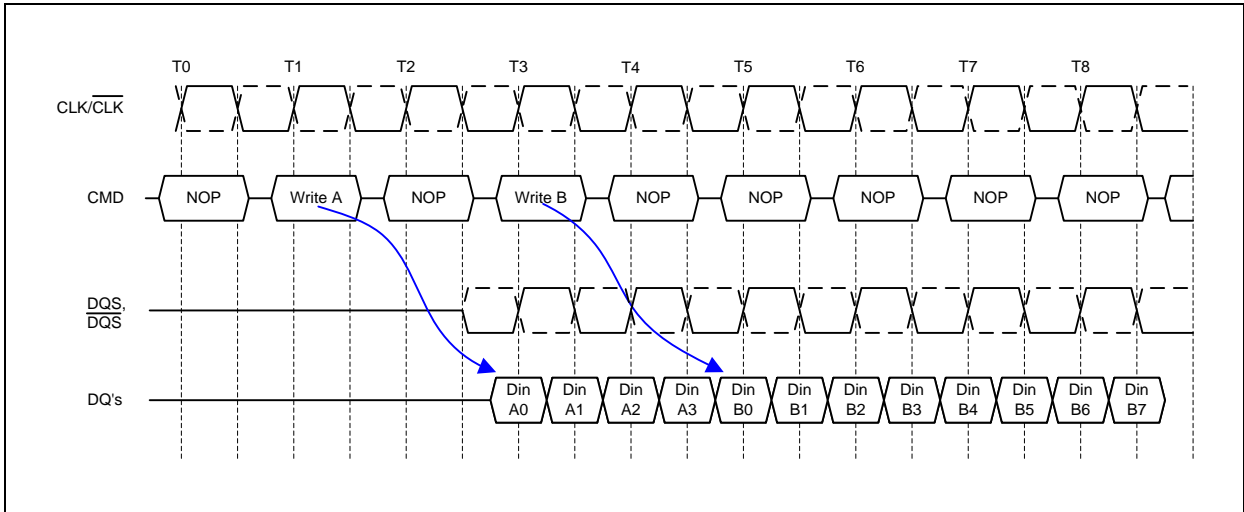 T0 T1 T2 T3 T4 T5 T6 T7 T8
CLK/CLK
CMD NOP Write A NOP Write B NOP NOP NOP NOP NOP
DQS,
DQS
DQ's
Din Din Din Din Din Din Din Din Din Din Din Din
A0 A1 A2 A3 B0 B1 B2 B3 B4 B5 B6 B7